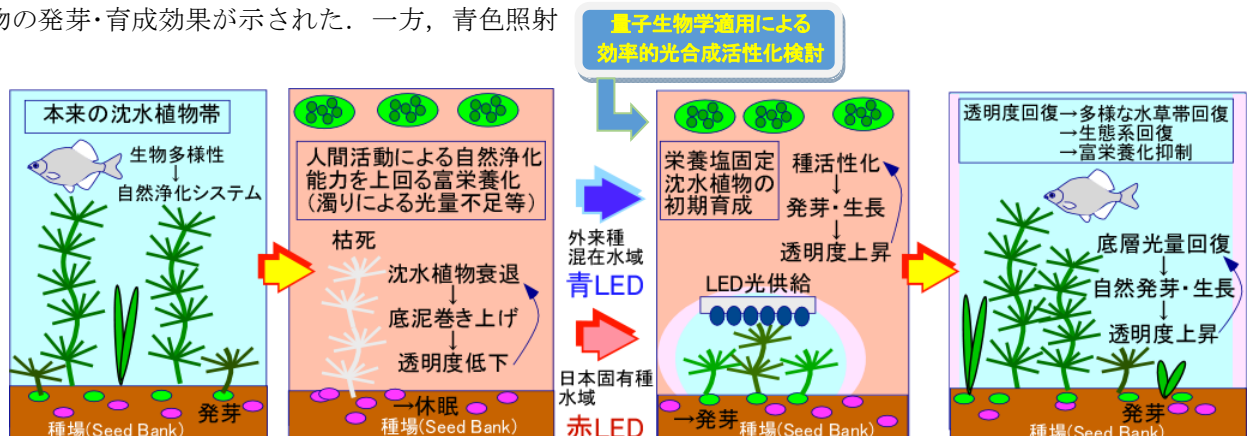 物の発芽･育成効果が示された．一方，青色照射
量子生物学適用による
効率的光合成活性化検討
本来の沈水植物帯
生物多様性
↓
自然浄化システム
発芽
種場(Seed Bank)
人間活動による自然浄化
能力を上回る富栄養化
(濁りによる光量不足等)
枯死
沈水植物衰退
↓
底泥巻き上げ
↓
透明度低下
→休眠
種場(Seed Bank)
外来種
混在水域
青LED
日本固有種
水域
赤LED
栄養塩固定
沈水植物の
初期育成
種活性化
↓
発芽・生長
↓
透明度上昇
LED光供給
→発芽
種場(Seed Bank)
透明度回復→多様な水草帯回復
→生態系回復
→富栄養化抑制
底層光量回復
↓
自然発芽・生長
↓
透明度上昇
発芽
種場(Seed Bank)